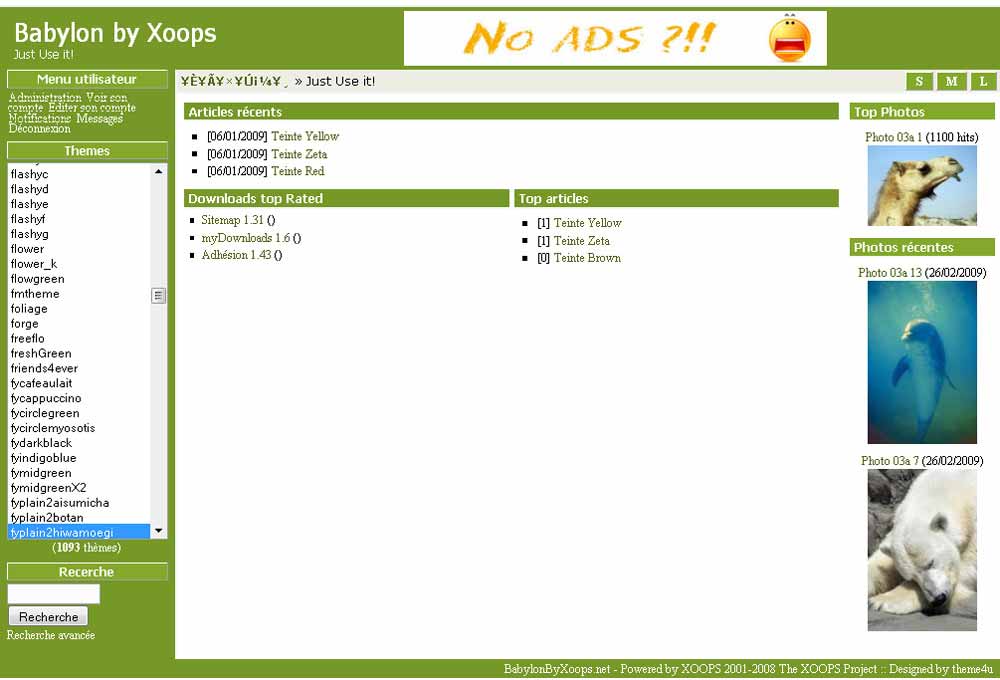 Babylon by Xoops
Just Use it!
No ADS ?!!
Menu utilisateur
Administration Voir son
compte Editer son compte
Notifications Messages
Déconnexion
Themes
flashyc
flashyd
flashye
flashyf
flashyg
flower
flower_k
flowgreen
fmtheme
foliage
forge
freeflo
freshGreen
friends4ever
fycafeaulait
fycappuccino
fycirclegreen
fycirclemyosotis
fydarkblack
fyindigoblue
fymidgreen
fymidgreenX2
fyplain2aisumicha
fyplain2botan
fyplain2hiwamoegi
(1093 thèmes)
Recerche
Recherche
Recherche avancée
¥È¥Ã¥×¥Ú¡¼¥¸ » Just Use it!
S M L
Articles récents
[06/01/2009] Teinte Yellow
[06/01/2009] Teinte Zeta
[06/01/2009] Teinte Red
Downloads top Rated
Sitemap 1.31 ()
myDownloads 1.6 ()
Adhésion 1.43 ()
Top articles
[1] Teinte Yellow
[1] Teinte Zeta
[0] Teinte Brown
Top Photos
Photo 03a 1 (1100 hits)
Photos récentes
Photo 03a 13 (26/02/2009)
Photo 03a 7 (26/02/2009)
BabylonByXoops.net - Powered by XOOPS 2001-2008 The XOOPS Project :: Designed by theme4u